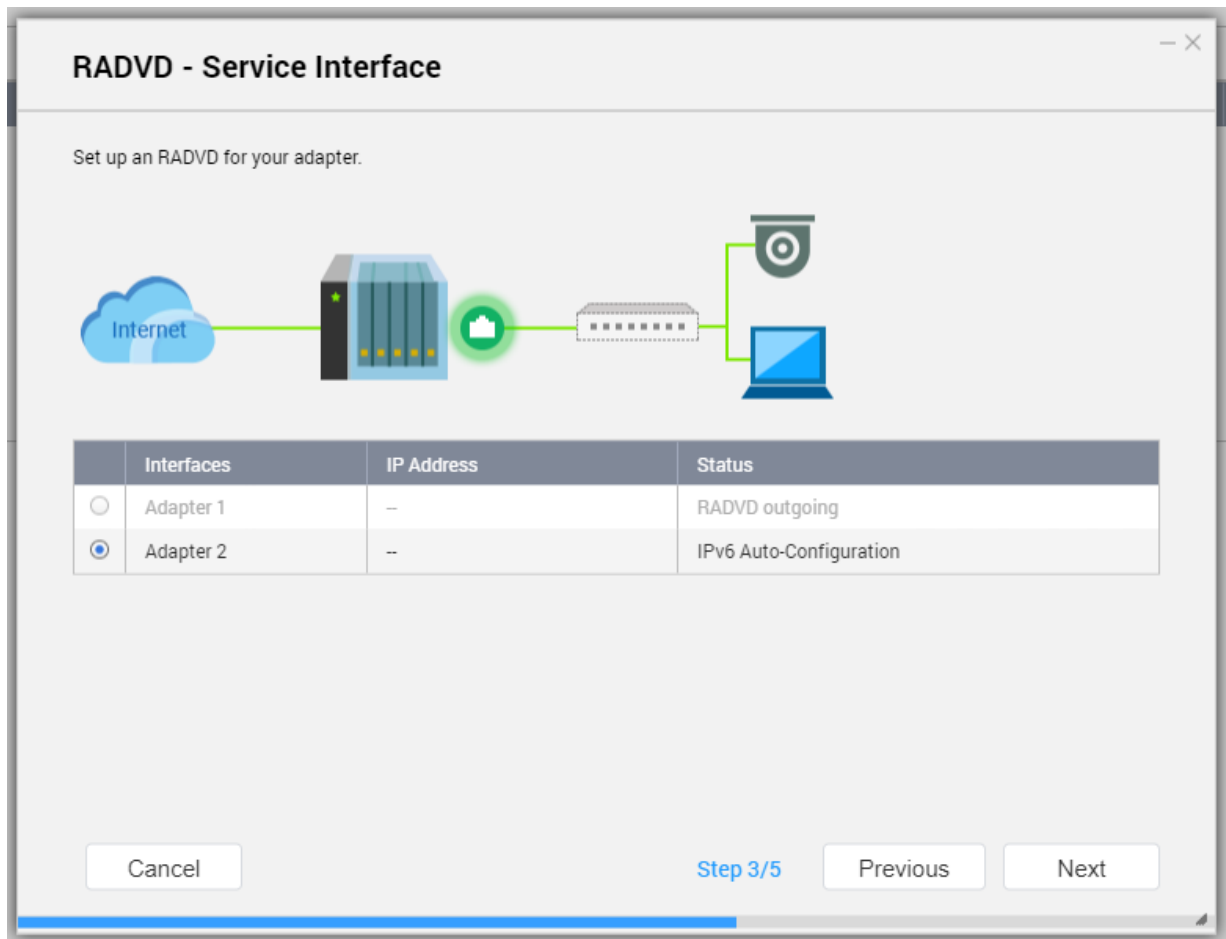 RADVD - Service Interface
Set up an RADVD for your adapter.
Internet
Interfaces IP Address Status
Adapter 1 -- RADVD outgoing
Adapter 2 -- IPv6 Auto-Configuration
Cancel Step 3/5 Previous Next